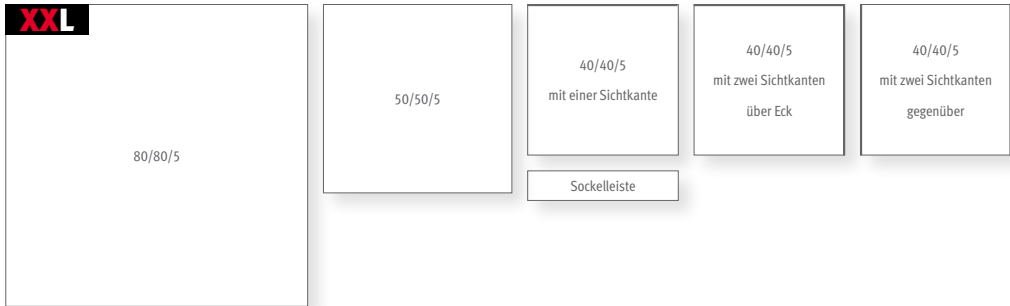 XXL
80/80/5
50/50/5
40/40/5
mit einer Sichtkante
Sockelleiste
40/40/5
mit zwei Sichtkanten
über Eck
40/40/5
mit zwei Sichtkanten
gegenüber